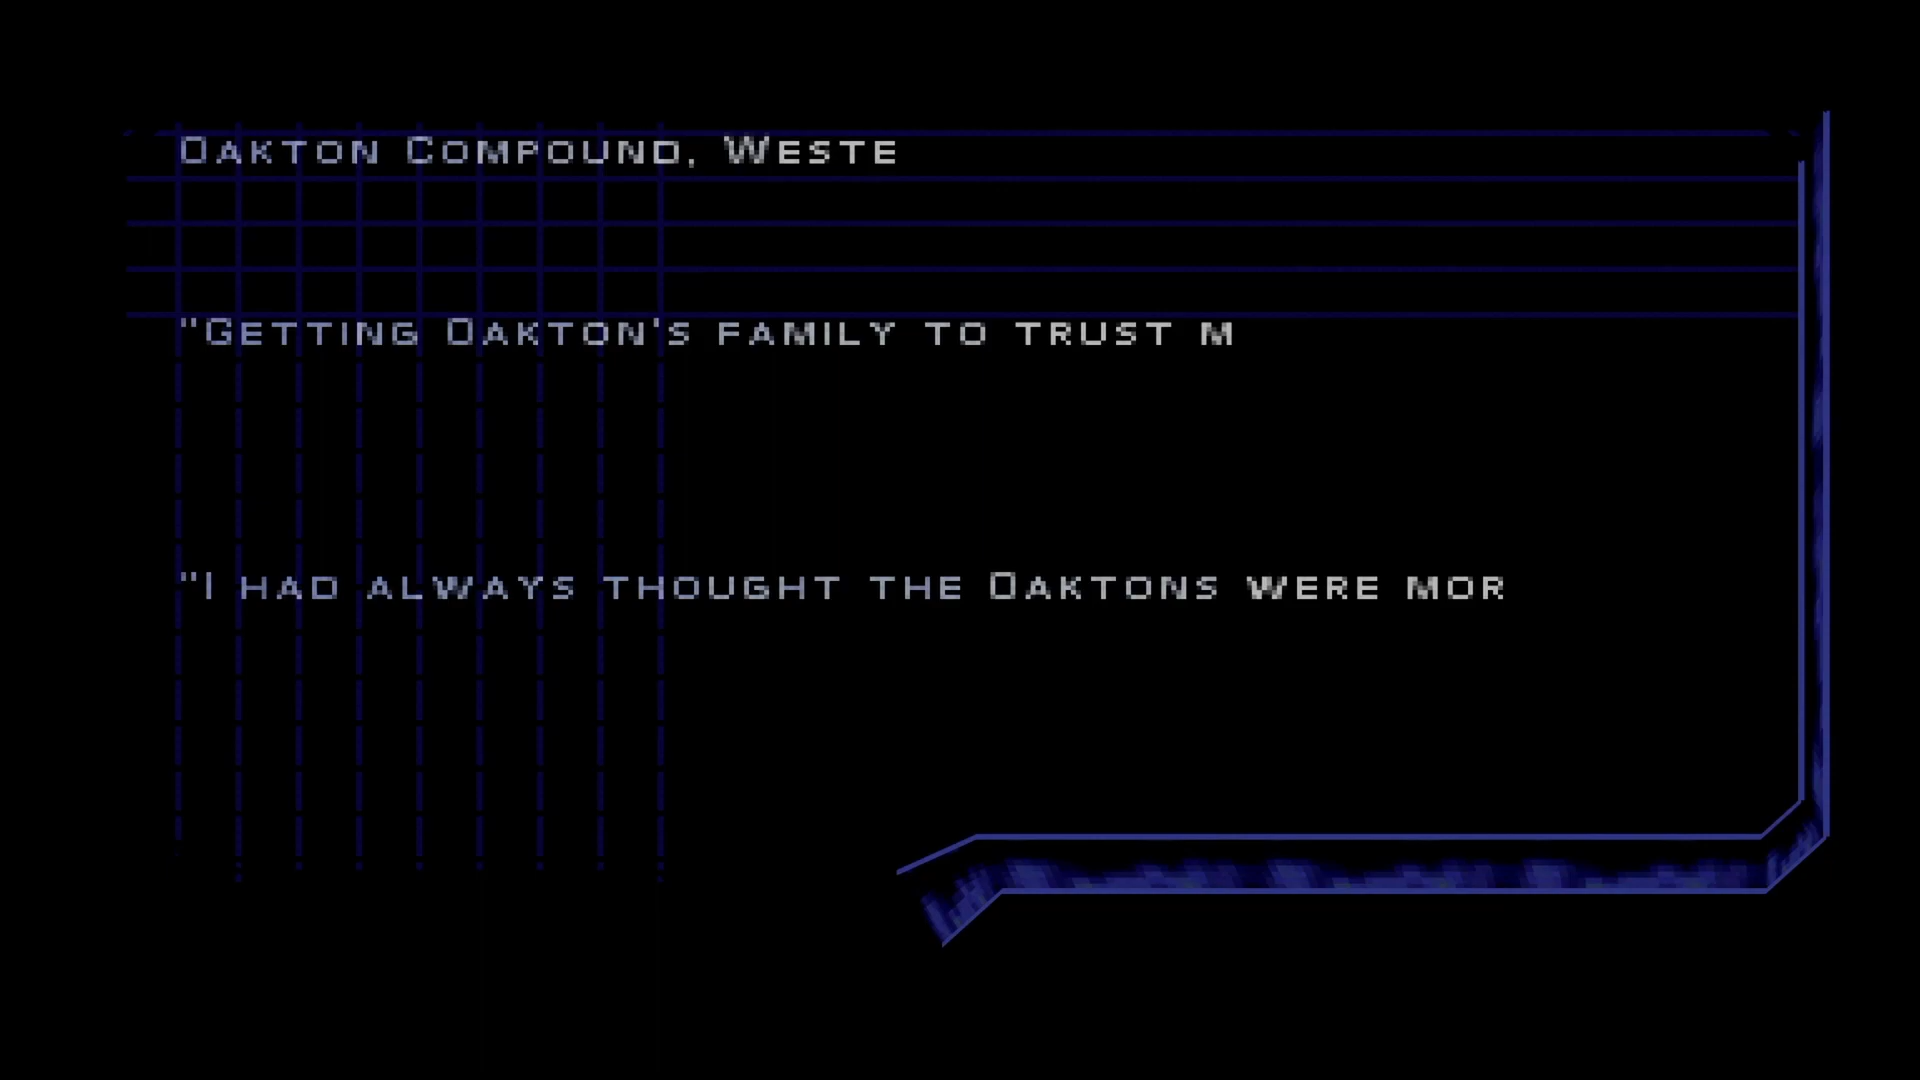 Oakton Compound, Weste
"Getting Oakton's family to trust m
"I had always thought the Oaktons were mor